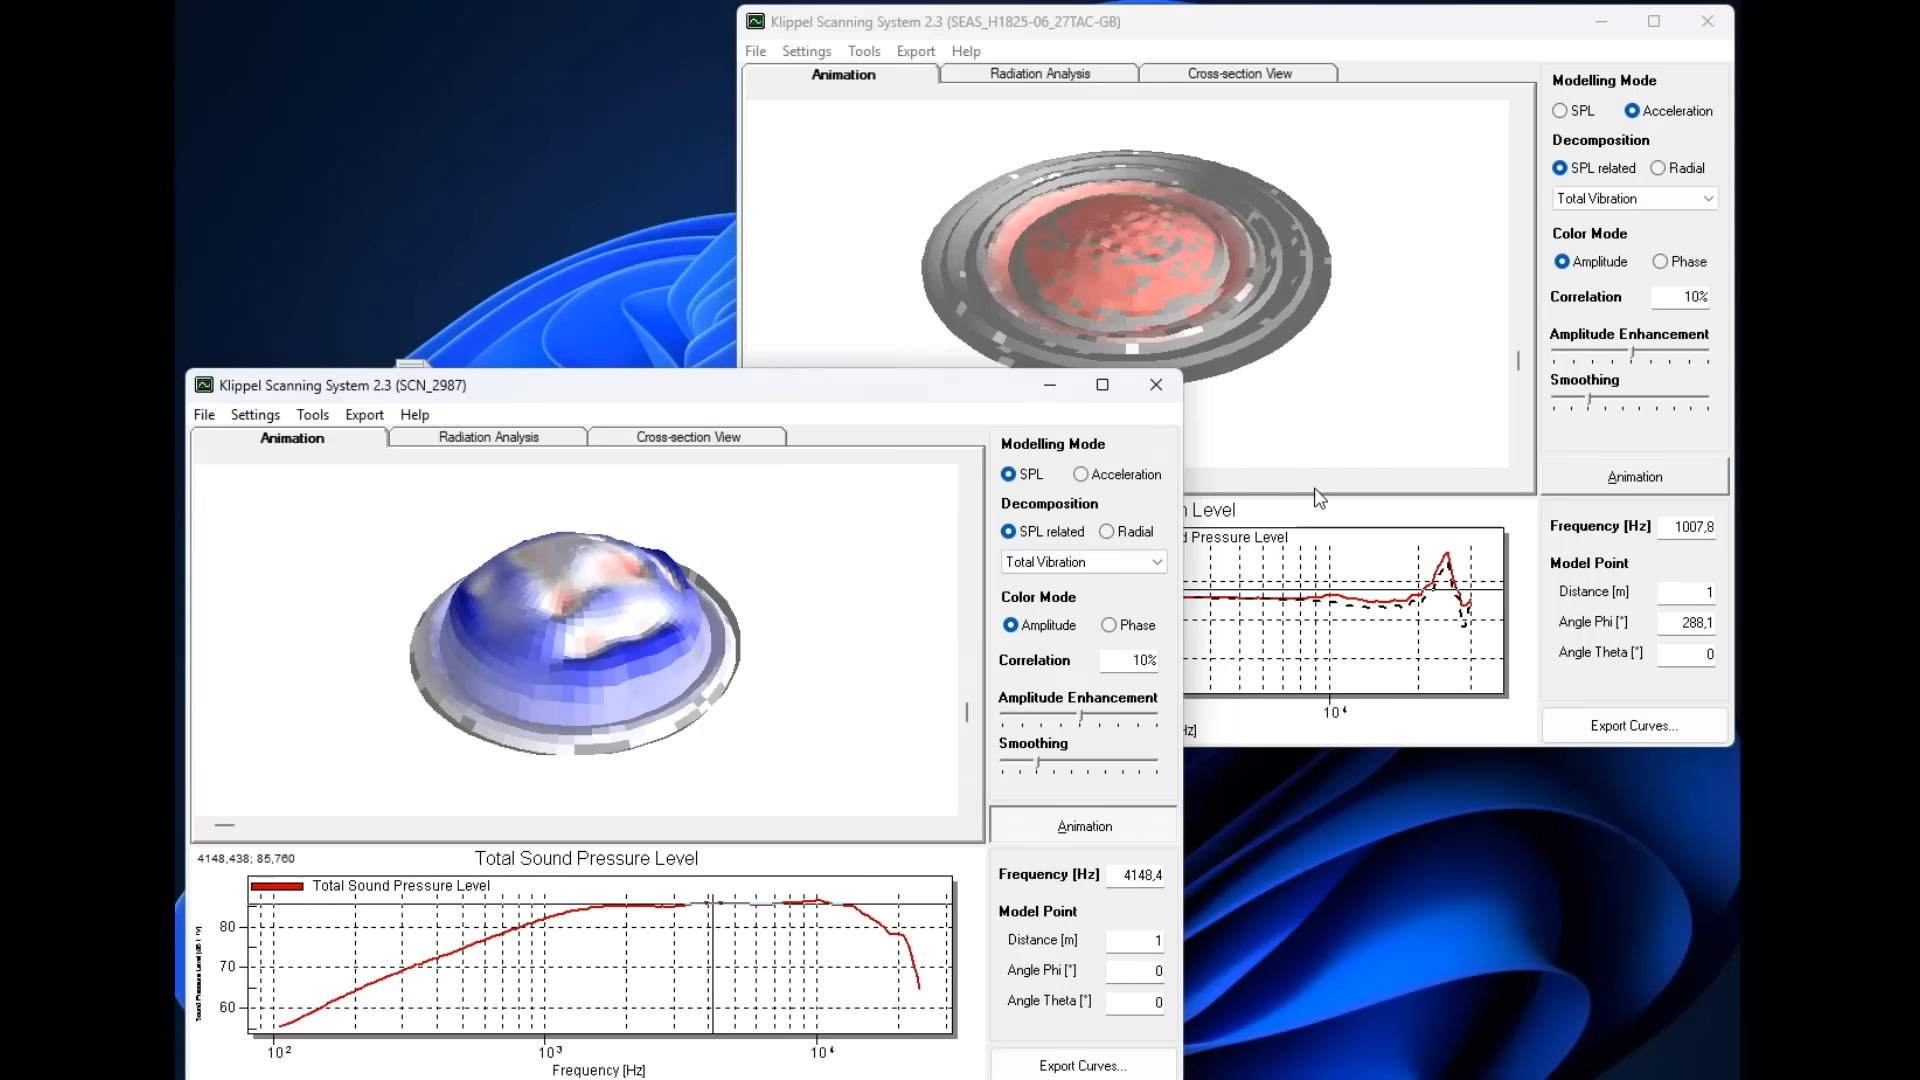 Klippel Scanning System 2.3 (SEAS_H1825-06_27TAC-GB)
File Settings Tools Export Help
Animation Radiation Analysis Cross-section View
Modelling Mode
SPL Acceleration
Decomposition
SPL related Radial
Total Vibration
Color Mode
Amplitude Phase
Correlation 10%
Amplitude Enhancement
Smoothing
Animation
n Level
d Pressure Level
Frequency [Hz] 1007,8
Model Point
Distance [m] 1
Angle Phi [°] 288,1
Angle Theta [°] 0
10⁴
Hz]
Export Curves...
Klippel Scanning System 2.3 (SCN_2987)
File Settings Tools Export Help
Animation Radiation Analysis Cross-section View
Modelling Mode
SPL Acceleration
Decomposition
SPL related Radial
Total Vibration
Color Mode
Amplitude Phase
Correlation 10%
Amplitude Enhancement
Smoothing
Animation
4148,438; 85,760
Total Sound Pressure Level
Total Sound Pressure Level
80
70
60
10² 10³ 10⁴
Frequency [Hz]
Frequency [Hz] 4148,4
Model Point
Distance [m] 1
Angle Phi [°] 0
Angle Theta [°] 0
Export Curves...